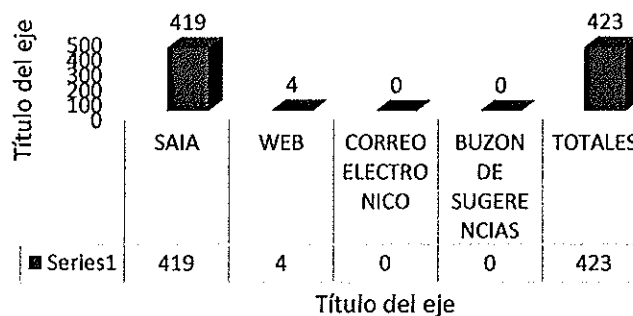 419
423
4
0
0
Título del eje
500
400
300
200
100
0
SAIA
WEB
CORREO
ELECTRO
NICO
BUZON
DE
SUGERE
NCIAS
TOTALES
Series1 419 4 0 0 423
Título del eje